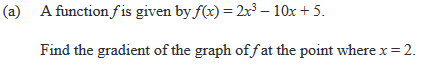 (a) A function f is given by f(x) = 2x³ – 10x + 5.
Find the gradient of the graph of f at the point where x = 2.